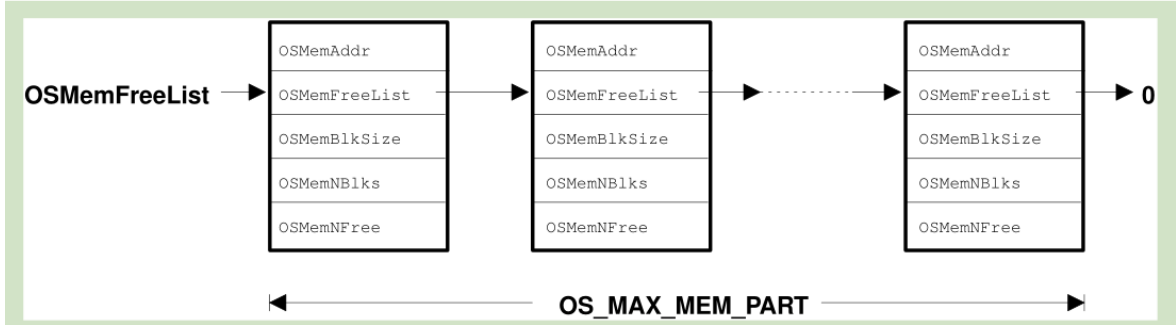 OSMemAddr OSMemAddr OSMemAddr
OSMemFreeList OSMemFreeList OSMemFreeList OSMemFreeList 0
OSMemBlkSize OSMemBlkSize OSMemBlkSize
OSMemNBlks OSMemNBlks OSMemNBlks
OSMemNFree OSMemNFree OSMemNFree
OS_MAX_MEM_PART